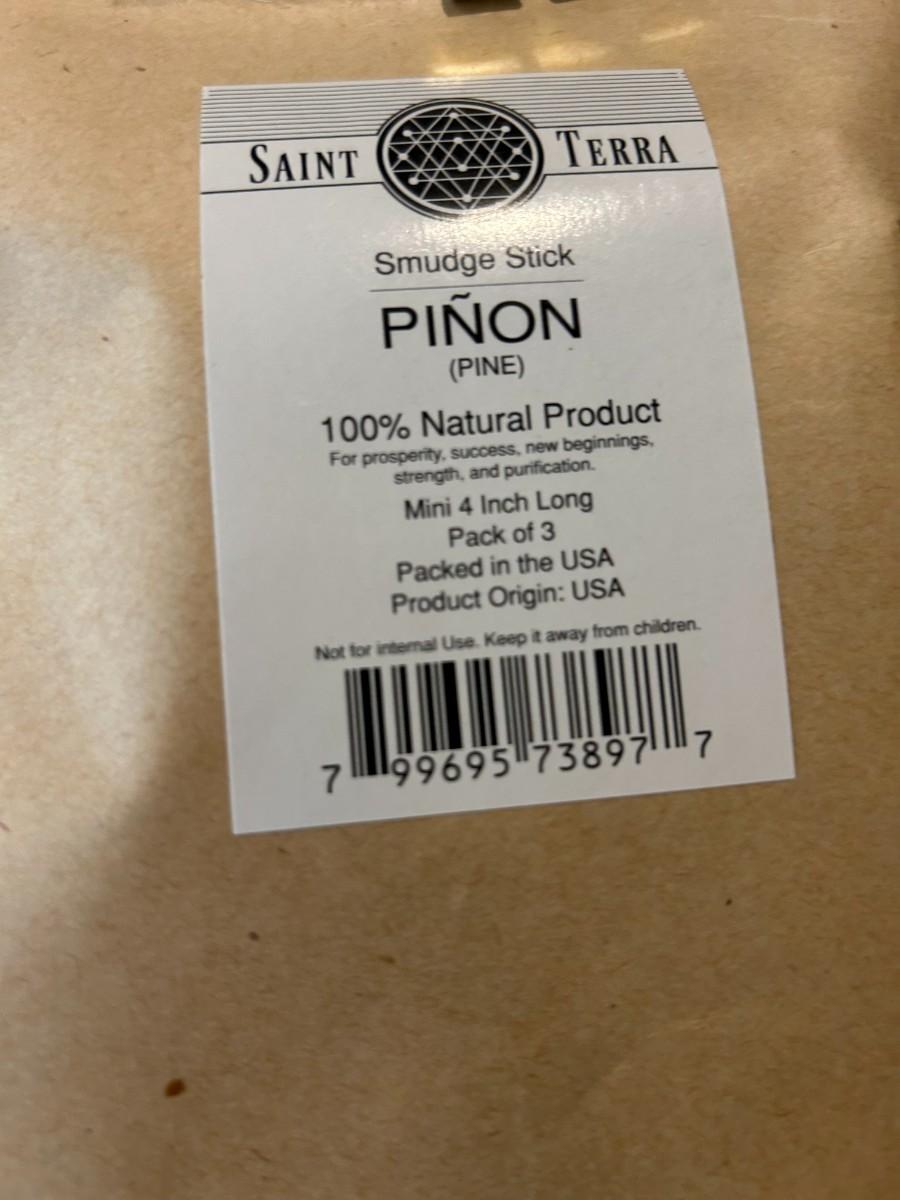 SAINT TERRA
Smudge Stick
PIÑON
(PINE)
100% Natural Product
For prosperity, success, new beginnings,
strength, and purification.
Mini 4 Inch Long
Pack of 3
Packed in the USA
Product Origin: USA
Not for internal Use. Keep it away from children.
7 99695 73897 7